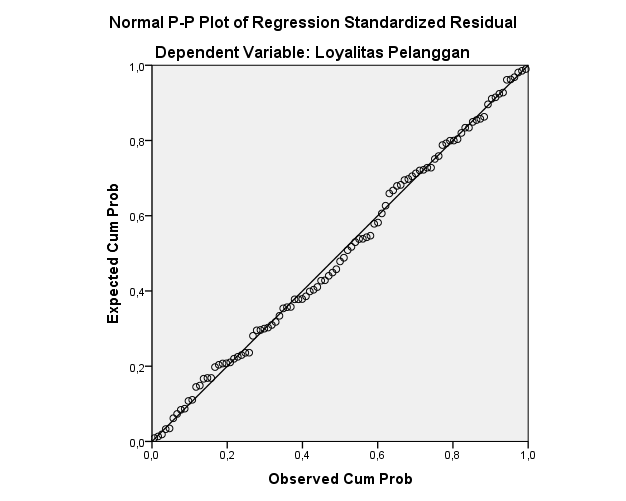 Normal P-P Plot of Regression Standardized Residual
Dependent Variable: Loyalitas Pelanggan
Expected Cum Prob
1,0
0,8
0,6
0,4
0,2
0,0
0,0 0,2 0,4 0,6 0,8 1,0
Observed Cum Prob